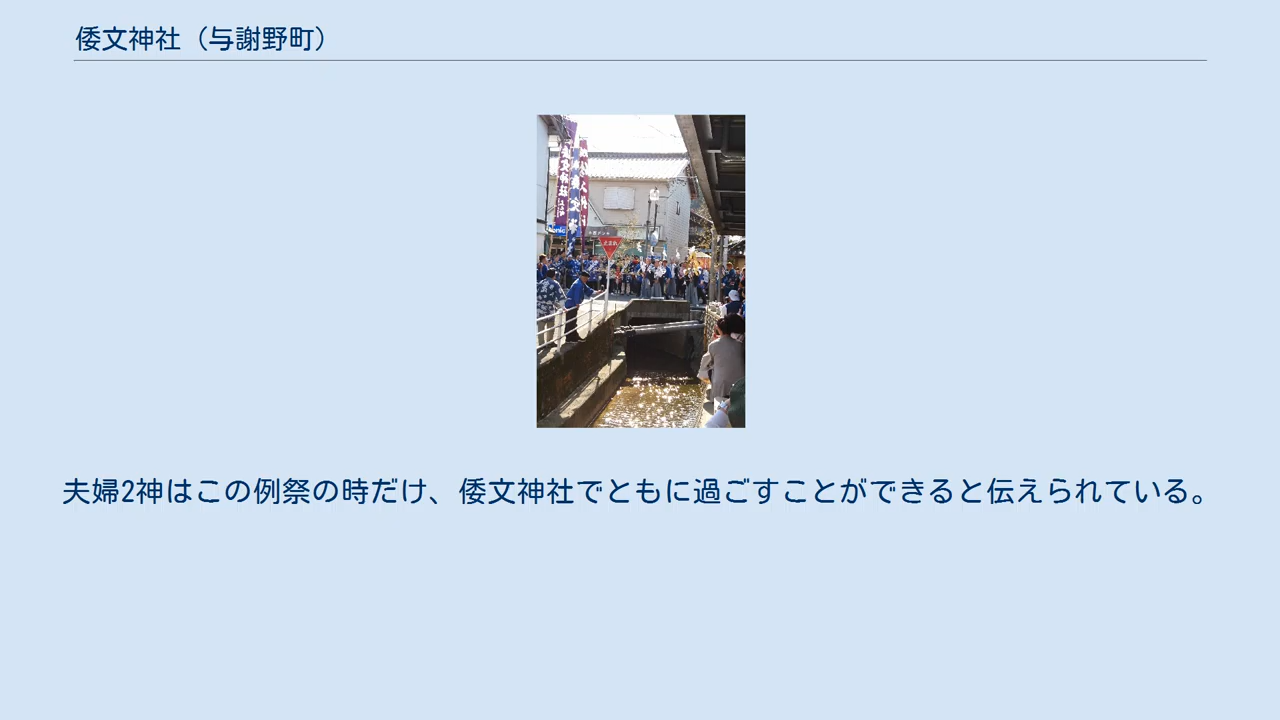 倭文神社（与謝野町）
夫婦2神はこの例祭の時だけ、倭文神社でともに過ごすことができると伝えられている。